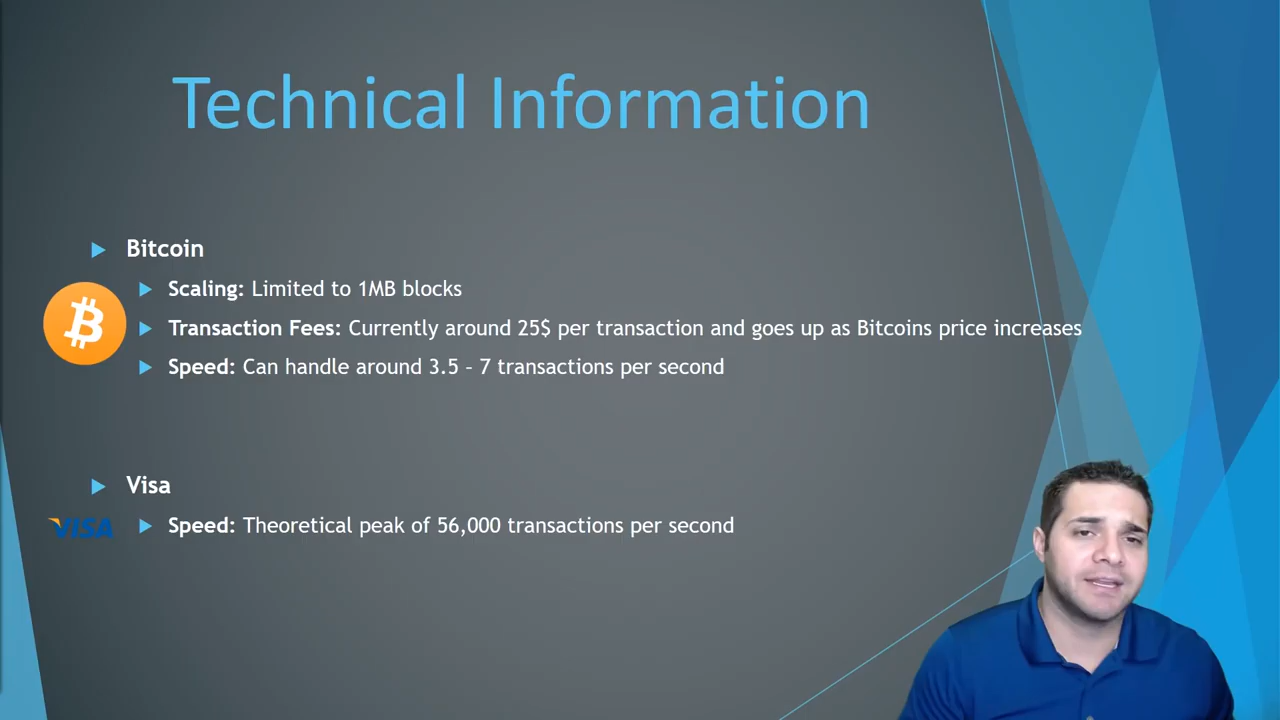 Technical Information
Bitcoin
Scaling: Limited to 1MB blocks
Transaction Fees: Currently around 25$ per transaction and goes up as Bitcoins price increases
Speed: Can handle around 3.5 – 7 transactions per second
Visa
VISA
Speed: Theoretical peak of 56,000 transactions per second